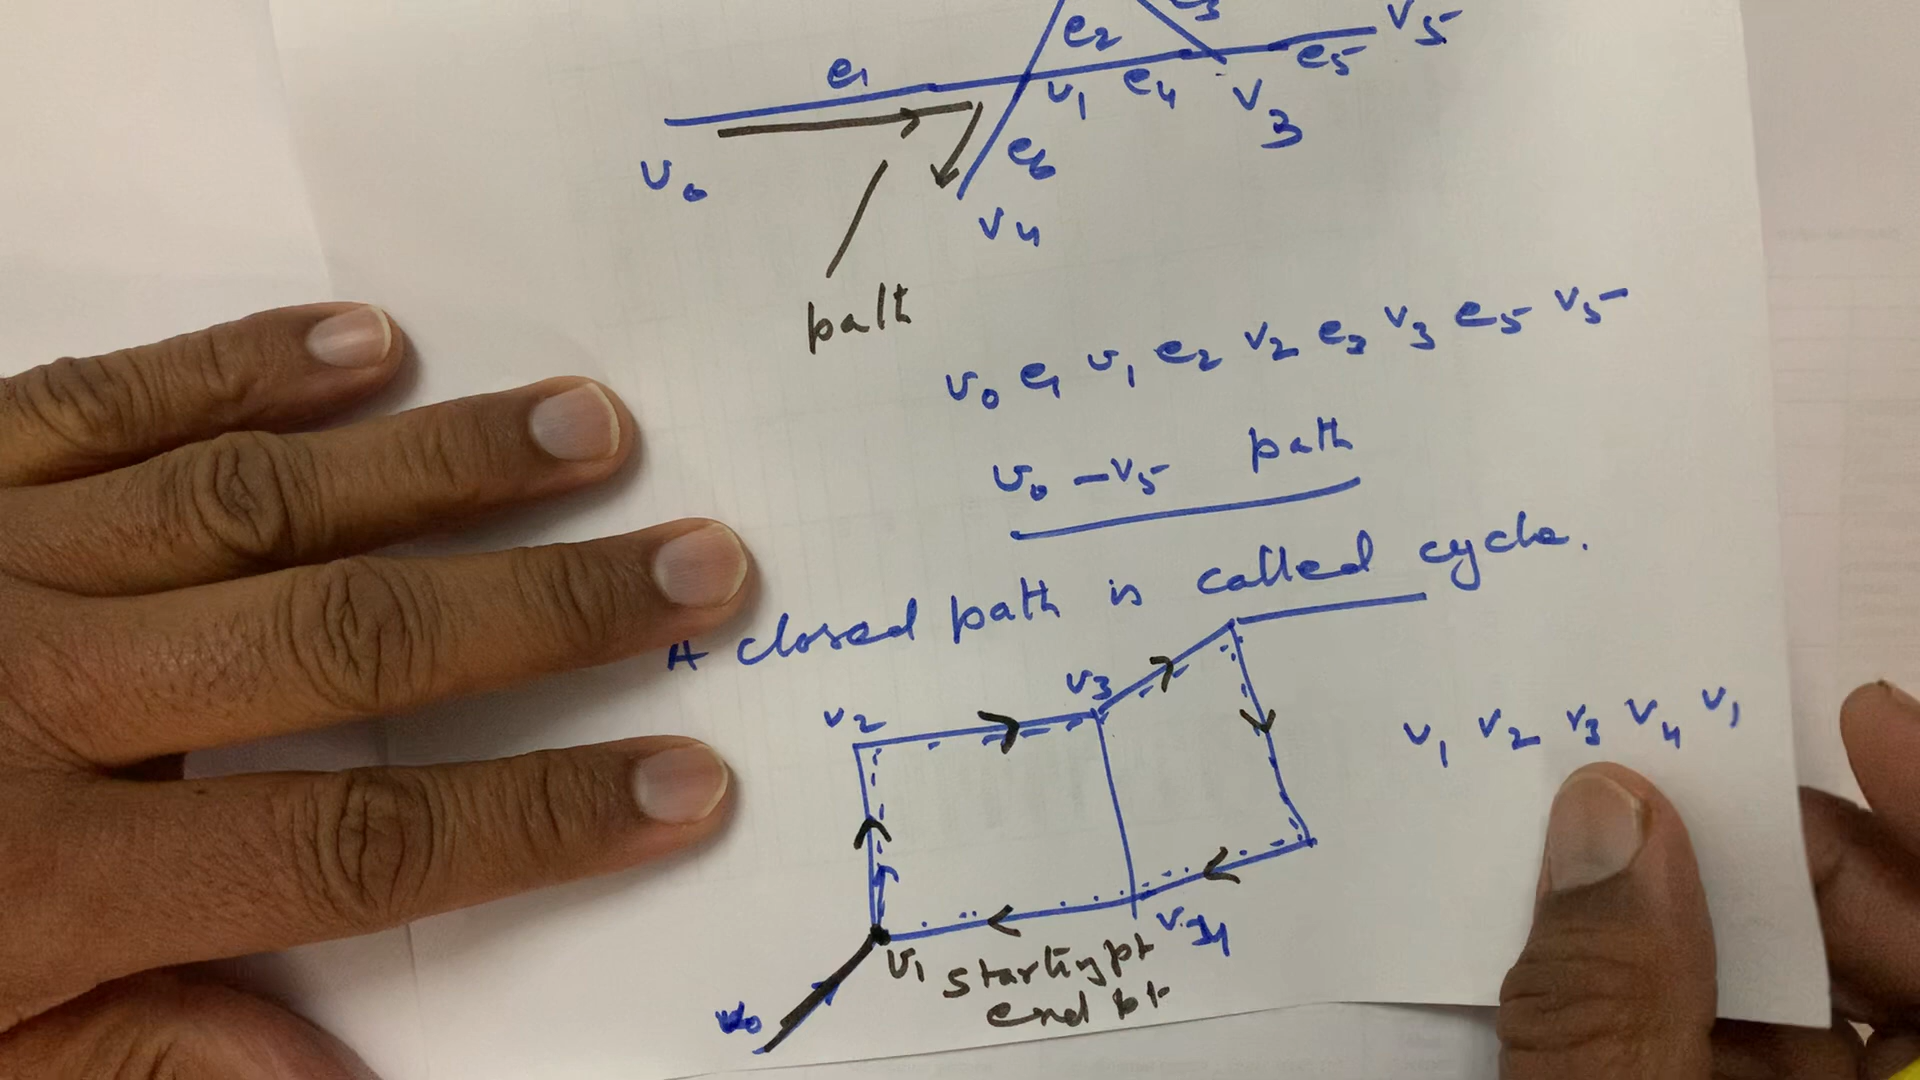 e3
e2
v5
e1
v1 e4 e5
v3
v0
e6
v4
path
v0 e1 v1 e2 v2 e3 v3 e5 v5
v0 - v5 path
A closed path is called cycle.
v3
v2
v1 v2 v3 v4 v1
v4
v1 starting pt
end pt
v0